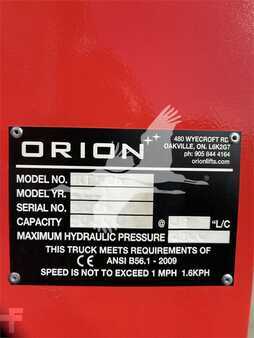 ORION++
480 WYECROFT RD
OAKVILLE, ON. L6K2G7
ph: 905 844 4164
orionlifts.com
MODEL NO.
MODEL YR.
SERIAL NO.
CAPACITY @ "L/C
MAXIMUM HYDRAULIC PRESSURE
THIS TRUCK MEETS REQUIREMENTS OF
CE ANSI B56.1 - 2009
SPEED IS NOT TO EXCEED 1 MPH 1.6KPH